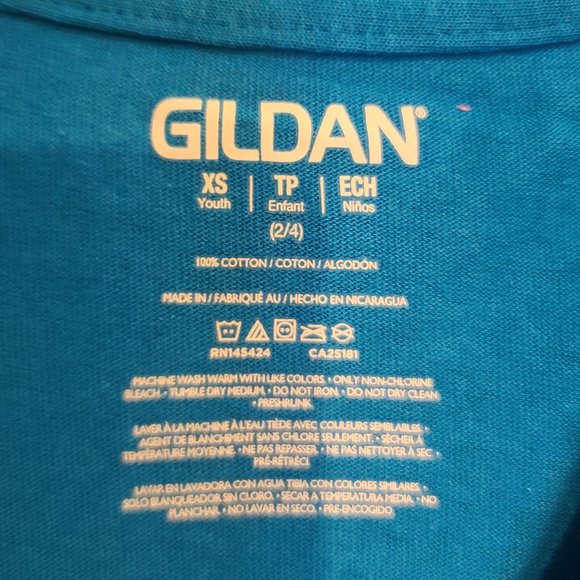 GILDAN®
XS | TP | ECH
Youth | Enfant | Niños
(2/4)
100% COTTON / COTON / ALGODÓN
MADE IN / FABRIQUÉ AU / HECHO EN NICARAGUA
RN145424 CA25181
MACHINE WASH WARM WITH LIKE COLORS. • ONLY NON-CHLORINE
BLEACH. • TUMBLE DRY MEDIUM. • DO NOT IRON. • DO NOT DRY CLEAN
• PRESHRUNK
LAVER À LA MACHINE À L'EAU TIÈDE AVEC COULEURS SEMBLABLES. •
AGENT DE BLANCHIMENT SANS CHLORE SEULEMENT. • SÉCHER À
TEMPÉRATURE MOYENNE. • NE PAS REPASSER. • NE PAS NETTOYER À SEC •
PRÉ-RÉTRÉCI
LAVAR EN LAVADORA CON AGUA TIBIA CON COLORES SIMILARES. •
SOLO BLANQUEADOR SIN CLORO. • SECAR A TEMPERATURA MEDIA. • NO
PLANCHAR. • NO LAVAR EN SECO. • PRE-ENCOGIDO